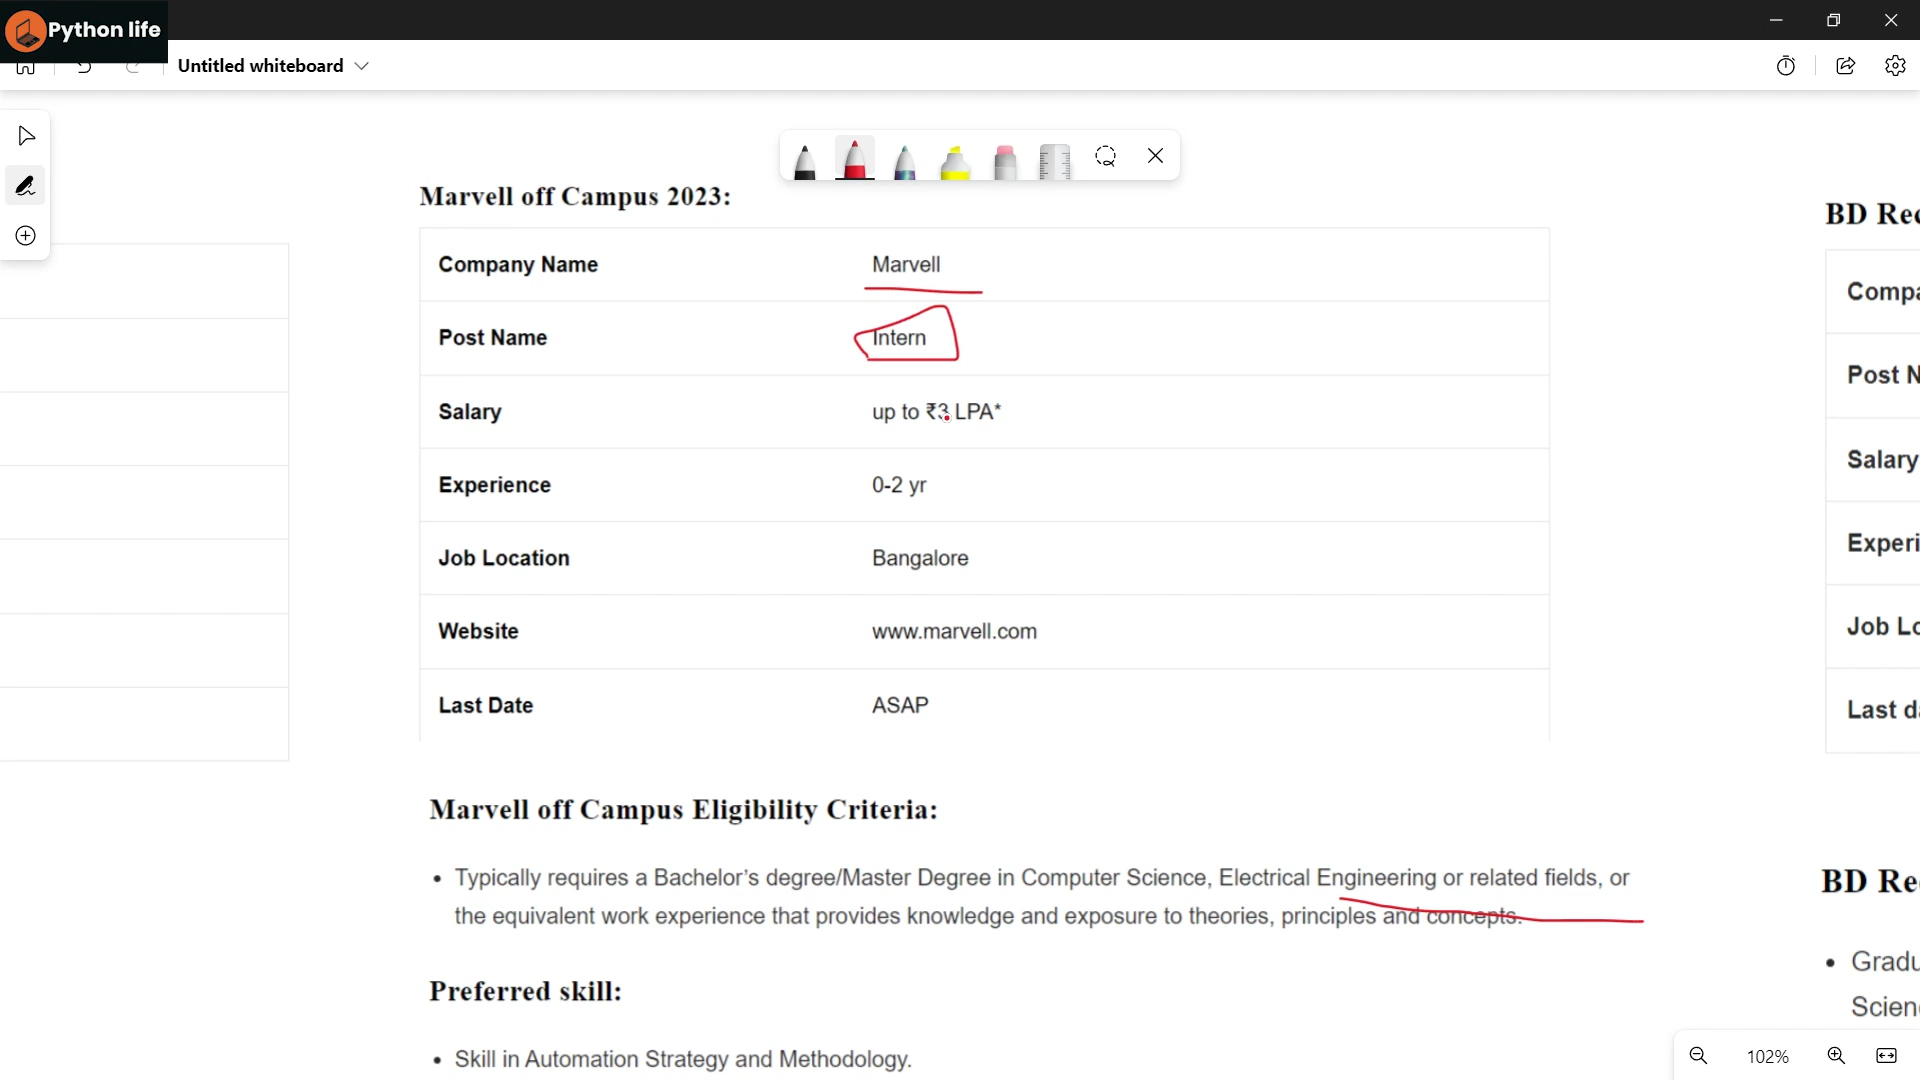 Python life
Untitled whiteboard
Marvell off Campus 2023:
Company Name Marvell
Post Name Intern
Salary up to ₹3 LPA*
Experience 0-2 yr
Job Location Bangalore
Website www.marvell.com
Last Date ASAP
Marvell off Campus Eligibility Criteria:
• Typically requires a Bachelor’s degree/Master Degree in Computer Science, Electrical Engineering or related fields, or
the equivalent work experience that provides knowledge and exposure to theories, principles and concepts.
Preferred skill:
• Skill in Automation Strategy and Methodology.
BD Rec
Compa
Post N
Salary
Experi
Job Lo
Last da
BD Re
• Gradu
Scien
102%